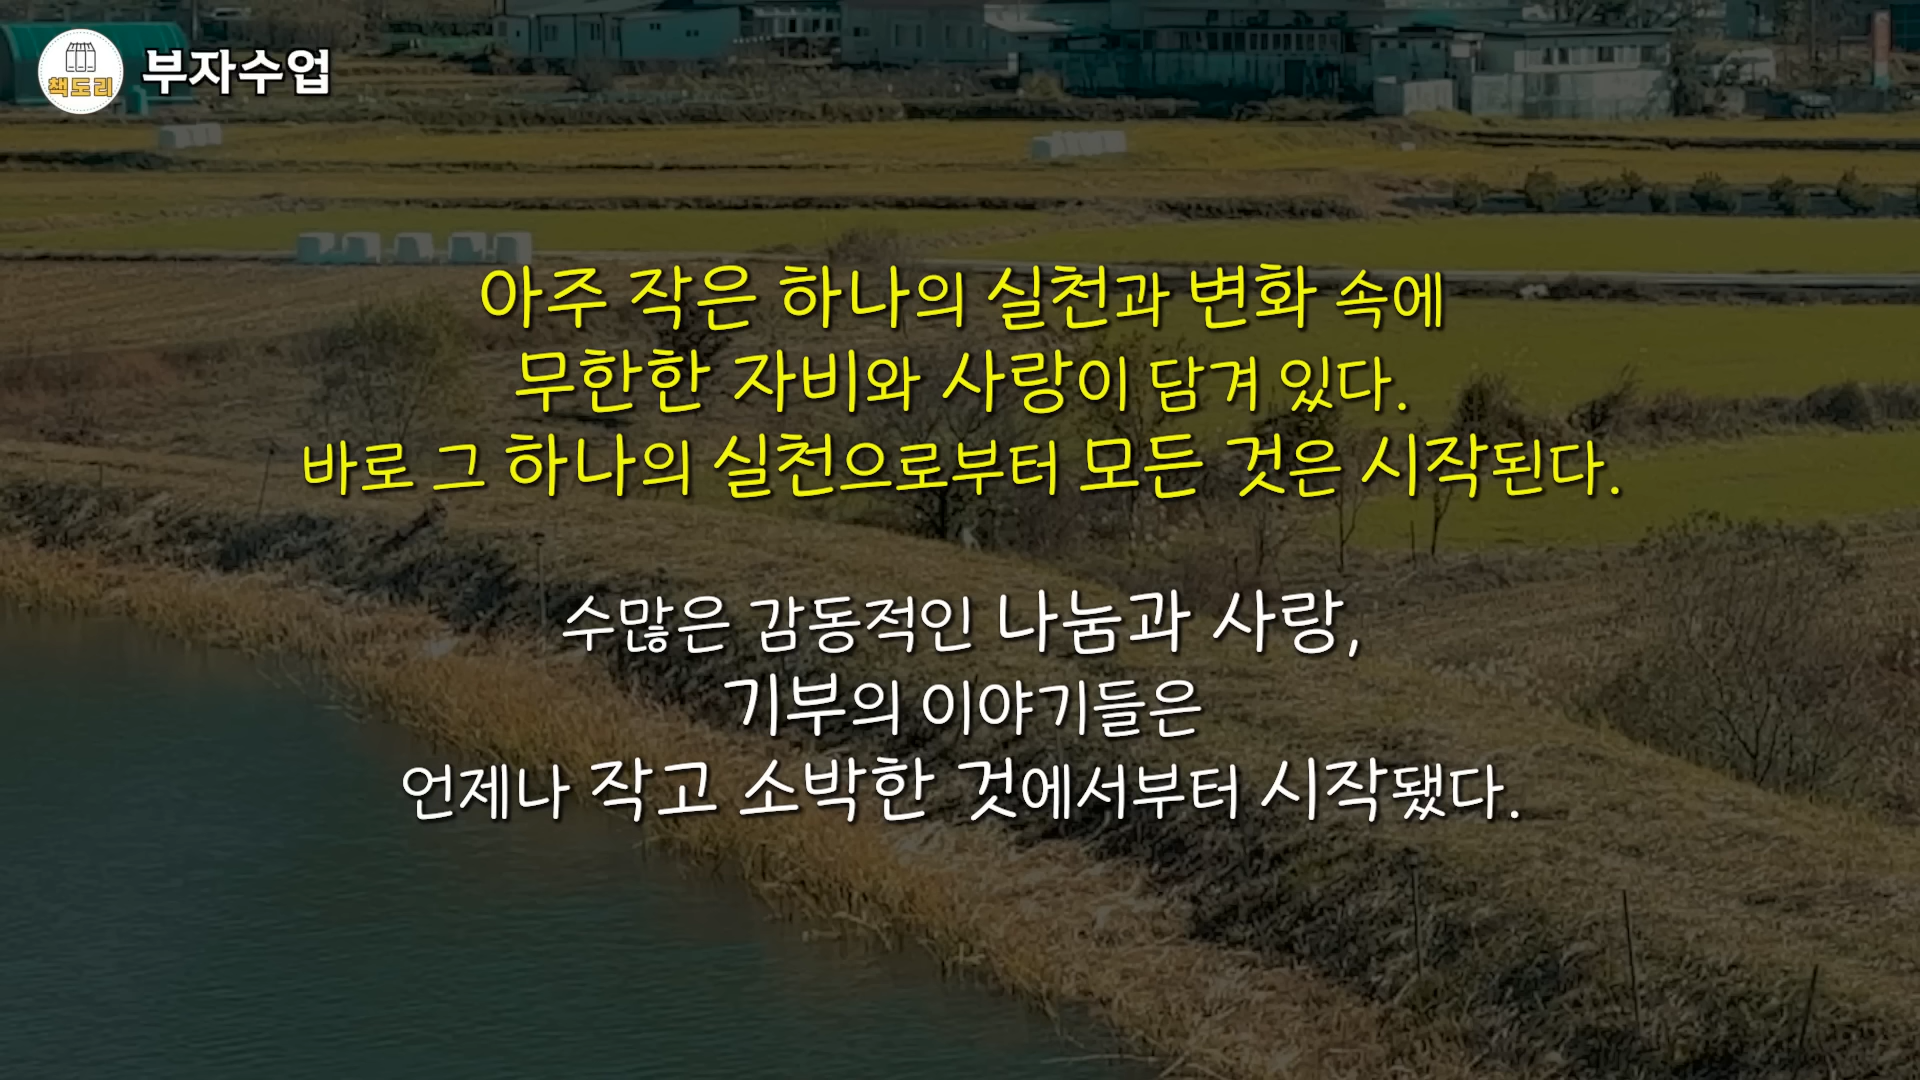 책도리
부자수업
아주 작은 하나의 실천과 변화 속에
무한한 자비와 사랑이 담겨 있다.
바로 그 하나의 실천으로부터 모든 것은 시작된다.
수많은 감동적인 나눔과 사랑,
기부의 이야기들은
언제나 작고 소박한 것에서부터 시작됐다.